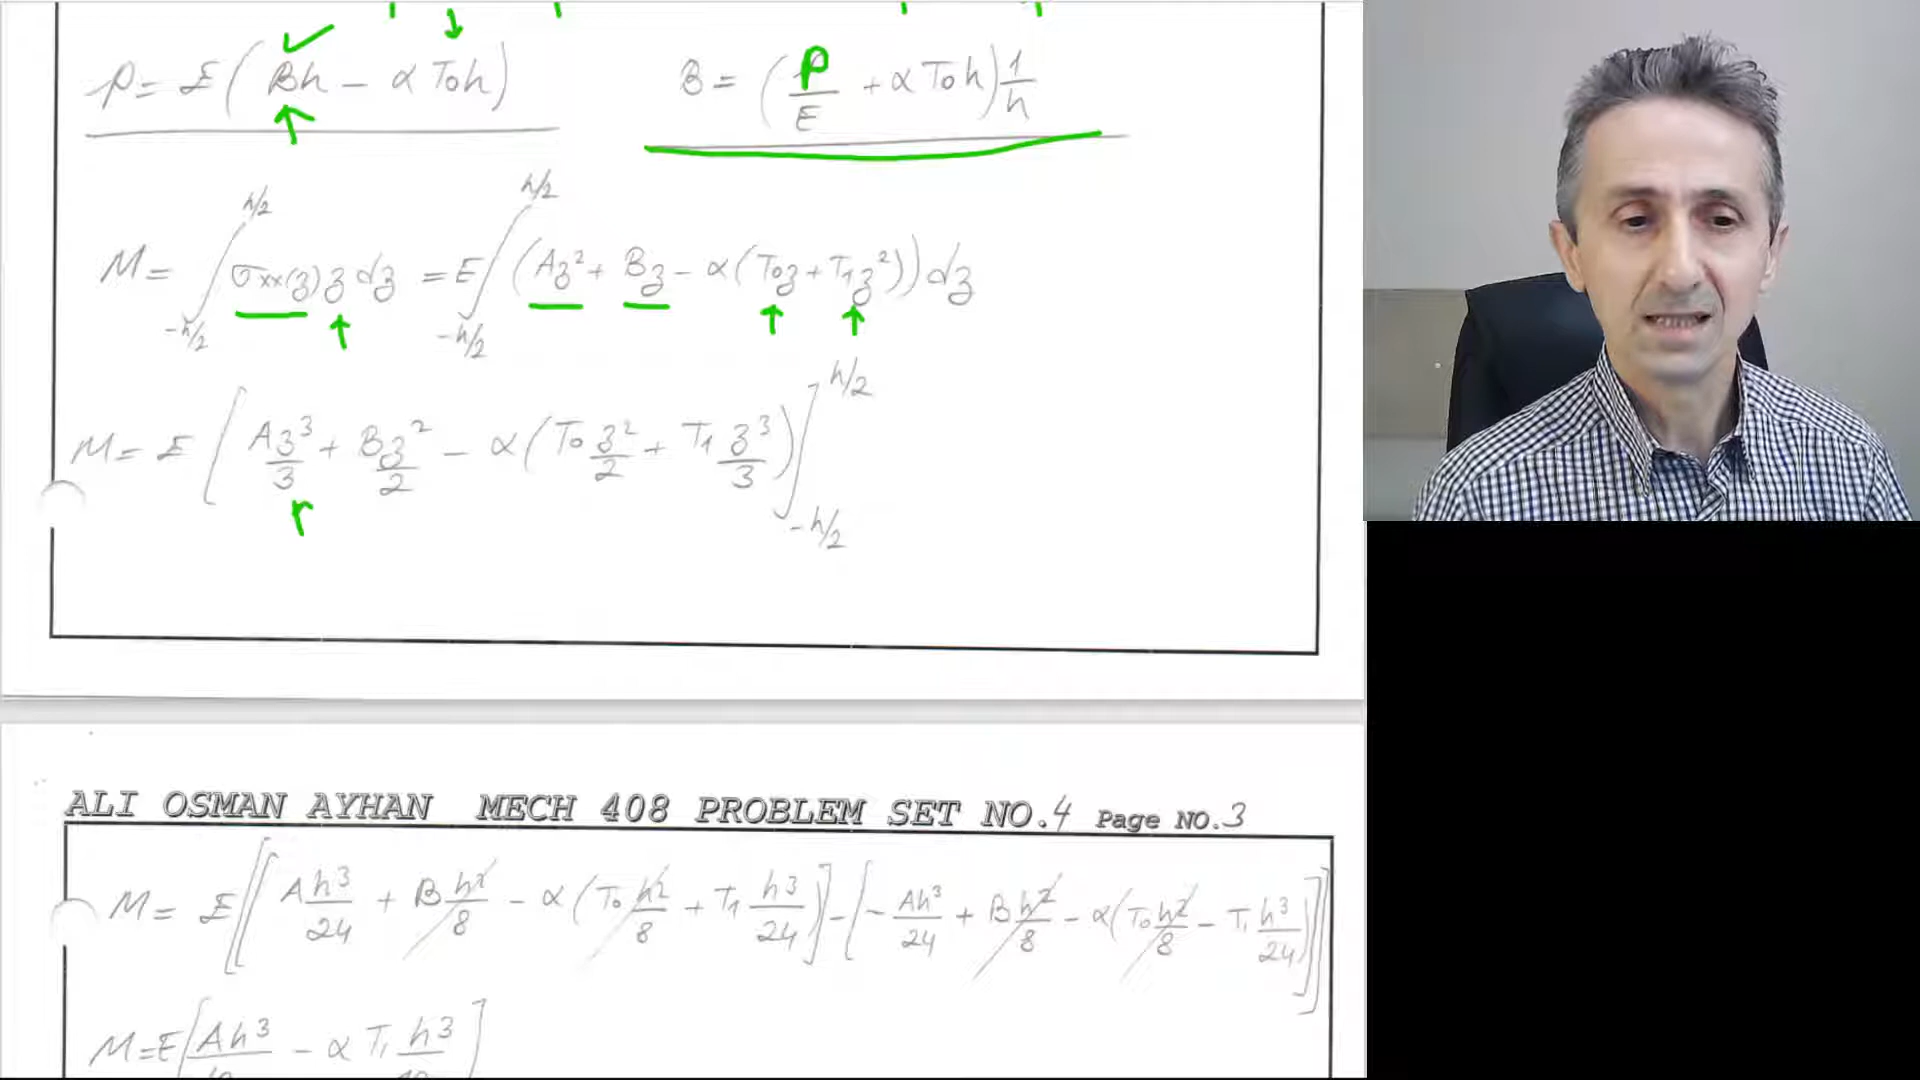 P = E(Bh - αT₀h)
B = (P/E + αT₀h) 1/h
M = ∫_{-h/2}^{h/2} σxx(z) z dz = E ∫_{-h/2}^{h/2} (Az² + Bz - α(T₀z + T₁z²)) dz
M = E [Az³/3 + Bz²/2 - α(T₀ z²/2 + T₁ z³/3)]_{-h/2}^{h/2}
ALI OSMAN AYHAN MECH 408 PROBLEM SET NO.4 Page NO.3
M = E[[Ah³/24 + B h²/8 - α(T₀ h²/8 + T₁ h³/24)] - [-Ah³/24 + B h²/8 - α(T₀ h²/8 - T₁ h³/24)]]
M = E[Ah³ - αT₁ h³]